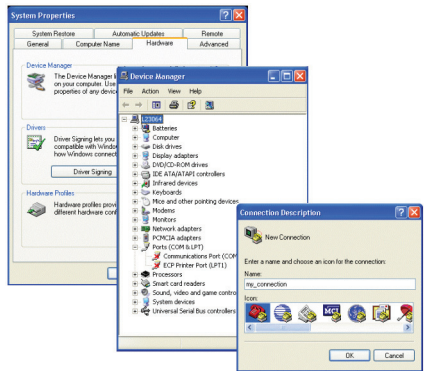 System Properties
System Restore Automatic Updates Remote
General Computer Name Hardware Advanced
Device Manager
The Device Manager
on your computer. Use
properties of any
Drivers
Driver Signing lets you
compatible with
how Windows
Driver Signing
Hardware Profiles
Hardware profiles
different hardware
Device Manager
File Action View Help
L23064
Batteries
Computer
Disk drives
Display adapters
DVD/CD-ROM drives
IDE ATA/ATAPI controllers
Infrared devices
Keyboards
Mice and other pointing devices
Modems
Monitors
Network adapters
PCMCIA adapters
Ports (COM & LPT)
Communications Port (COM
ECP Printer Port (LPT1)
Processors
Smart card readers
Sound, video and game
System devices
Universal Serial Bus controllers
Connection Description
New Connection
Enter a name and choose an icon for the connection:
Name:
my_connection
Icon:
MCI
OK Cancel